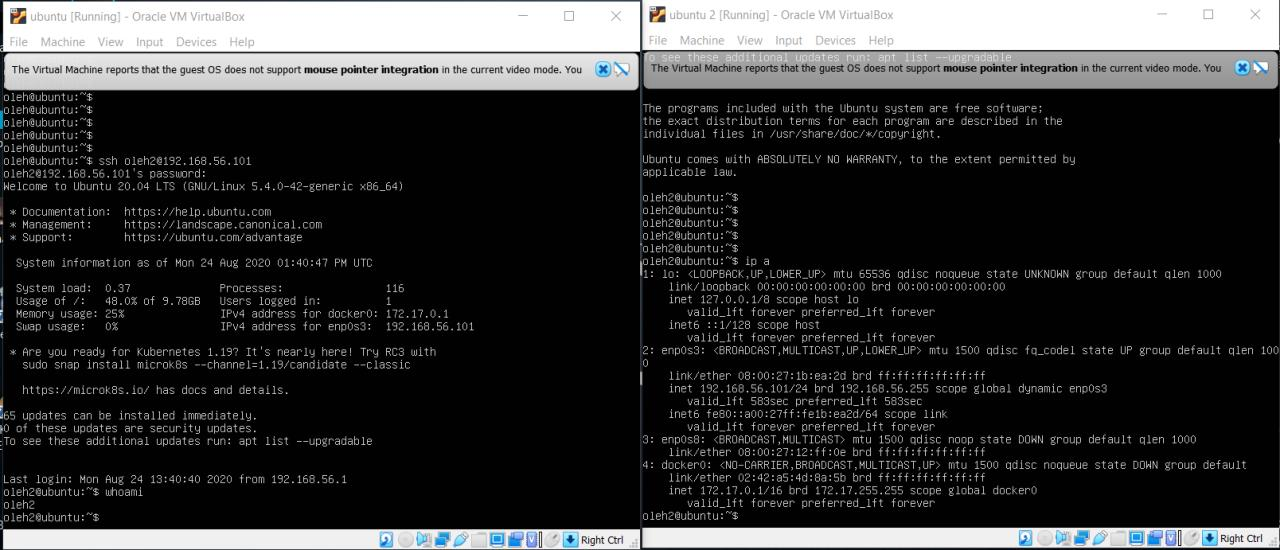 ubuntu [Running] - Oracle VM VirtualBox
File Machine View Input Devices Help
The Virtual Machine reports that the guest OS does not support mouse pointer integration in the current video mode. You
oleh@ubuntu:~$
oleh@ubuntu:~$
oleh@ubuntu:~$
oleh@ubuntu:~$
oleh@ubuntu:~$
oleh@ubuntu:~$ ssh oleh2@192.168.56.101
oleh2@192.168.56.101's password:
Welcome to Ubuntu 20.04 LTS (GNU/Linux 5.4.0-42-generic x86_64)
* Documentation:  https://help.ubuntu.com
* Management:     https://landscape.canonical.com
* Support:        https://ubuntu.com/advantage
System information as of Mon 24 Aug 2020 01:40:47 PM UTC
System load:  0.37             Processes:               116
Usage of /:   48.0% of 9.78GB  Users logged in:         1
Memory usage: 25%              IPv4 address for docker0: 172.17.0.1
Swap usage:   0%               IPv4 address for enp0s3:  192.168.56.101
* Are you ready for Kubernetes 1.19? It's nearly here! Try RC3 with
sudo snap install microk8s --channel=1.19/candidate --classic
https://microk8s.io/ has docs and details.
65 updates can be installed immediately.
0 of these updates are security updates.
To see these additional updates run: apt list --upgradable
Last login: Mon Aug 24 13:40:40 2020 from 192.168.56.1
oleh2@ubuntu:~$ whoami
oleh2
oleh2@ubuntu:~$
Right Ctrl
ubuntu 2 [Running] - Oracle VM VirtualBox
File Machine View Input Devices Help
To see these additional updates run: apt list --upgradable
The Virtual Machine reports that the guest OS does not support mouse pointer integration in the current video mode. You
The programs included with the Ubuntu system are free software;
the exact distribution terms for each program are described in the
individual files in /usr/share/doc/*/copyright.
Ubuntu comes with ABSOLUTELY NO WARRANTY, to the extent permitted by
applicable law.
oleh2@ubuntu:~$
oleh2@ubuntu:~$
oleh2@ubuntu:~$
oleh2@ubuntu:~$
oleh2@ubuntu:~$
oleh2@ubuntu:~$ ip a
1: lo: <LOOPBACK,UP,LOWER_UP> mtu 65536 qdisc noqueue state UNKNOWN group default qlen 1000
link/loopback 00:00:00:00:00:00 brd 00:00:00:00:00:00
inet 127.0.0.1/8 scope host lo
valid_lft forever preferred_lft forever
inet6 ::1/128 scope host
valid_lft forever preferred_lft forever
2: enp0s3: <BROADCAST,MULTICAST,UP,LOWER_UP> mtu 1500 qdisc fq_codel state UP group default qlen 100
0
link/ether 08:00:27:1b:ea:2d brd ff:ff:ff:ff:ff:ff
inet 192.168.56.101/24 brd 192.168.56.255 scope global dynamic enp0s3
valid_lft 583sec preferred_lft 583sec
inet6 fe80::a00:27ff:fe1b:ea2d/64 scope link
valid_lft forever preferred_lft forever
3: enp0s8: <BROADCAST,MULTICAST> mtu 1500 qdisc noop state DOWN group default qlen 1000
link/ether 08:00:27:12:ff:0e brd ff:ff:ff:ff:ff:ff
4: docker0: <NO-CARRIER,BROADCAST,MULTICAST,UP> mtu 1500 qdisc noqueue state DOWN group default
link/ether 02:42:a5:4d:8a:5b brd ff:ff:ff:ff:ff:ff
inet 172.17.0.1/16 brd 172.17.255.255 scope global docker0
valid_lft forever preferred_lft forever
oleh2@ubuntu:~$
Right Ctrl